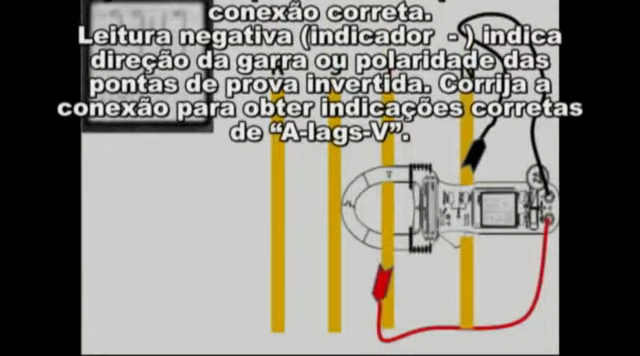 conexão correta.
Leitura negativa (indicador - ) indica
direção da garra ou polaridade das
pontas de prova invertida. Corrija a
conexão para obter indicações corretas
de “A-lags-V”.